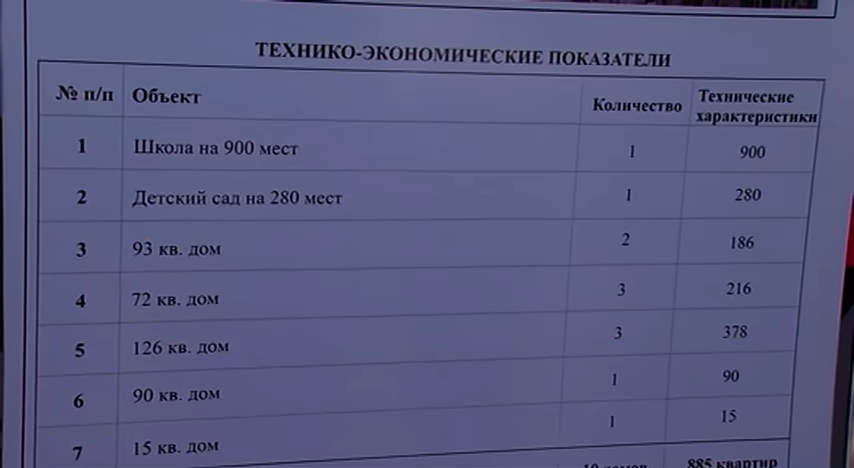 ТЕХНИКО-ЭКОНОМИЧЕСКИЕ ПОКАЗАТЕЛИ
№ п/п Объект Количество Технические характеристики
1 Школа на 900 мест 1 900
2 Детский сад на 280 мест 1 280
3 93 кв. дом 2 186
4 72 кв. дом 3 216
5 126 кв. дом 3 378
6 90 кв. дом 1 90
7 15 кв. дом 1 15
10 домов 885 квартир